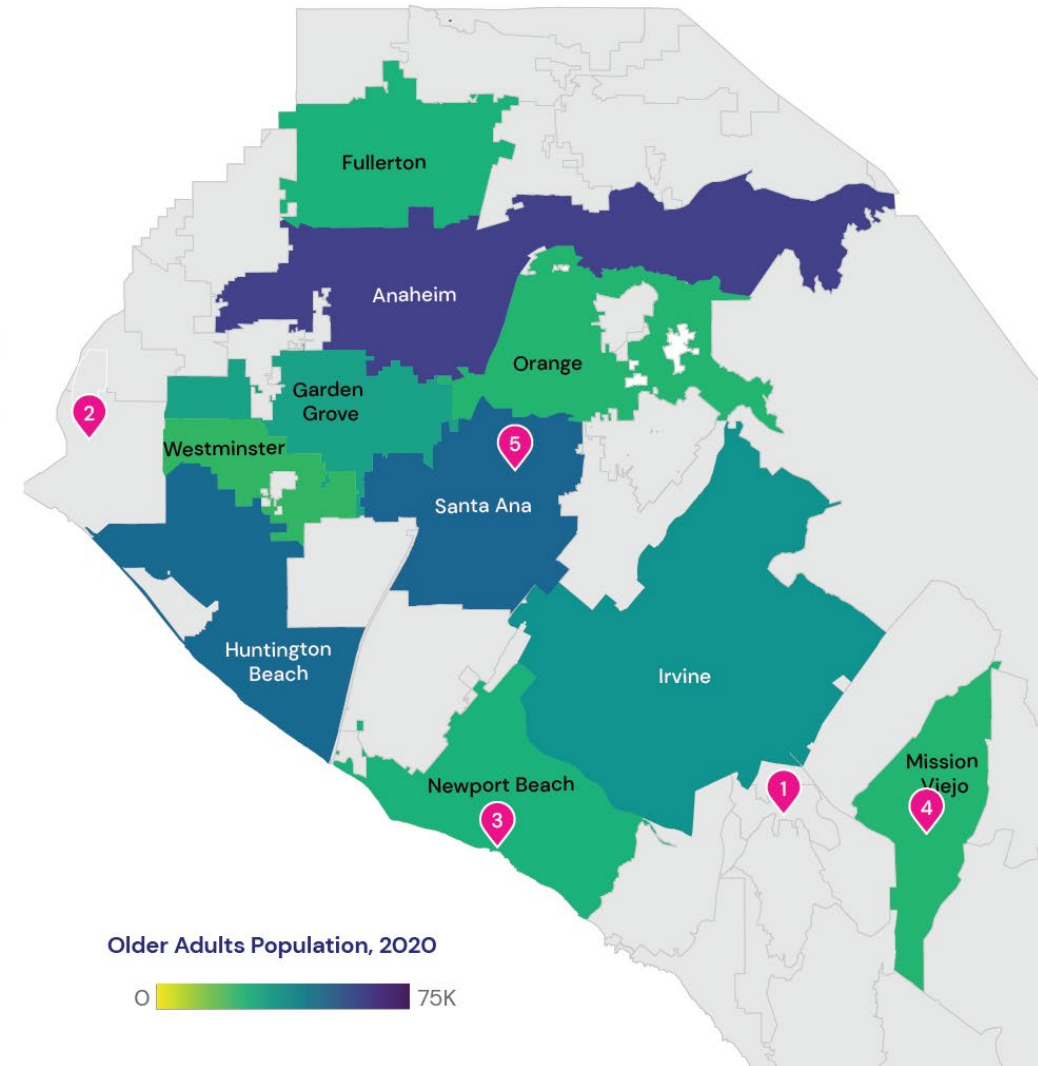 Fullerton
Anaheim
Orange
Garden
Grove
2
Westminster
5
Santa Ana
Huntington
Beach
Irvine
Mission
Viejo
Newport Beach
1
3
4
Older Adults Population, 2020
0
75K